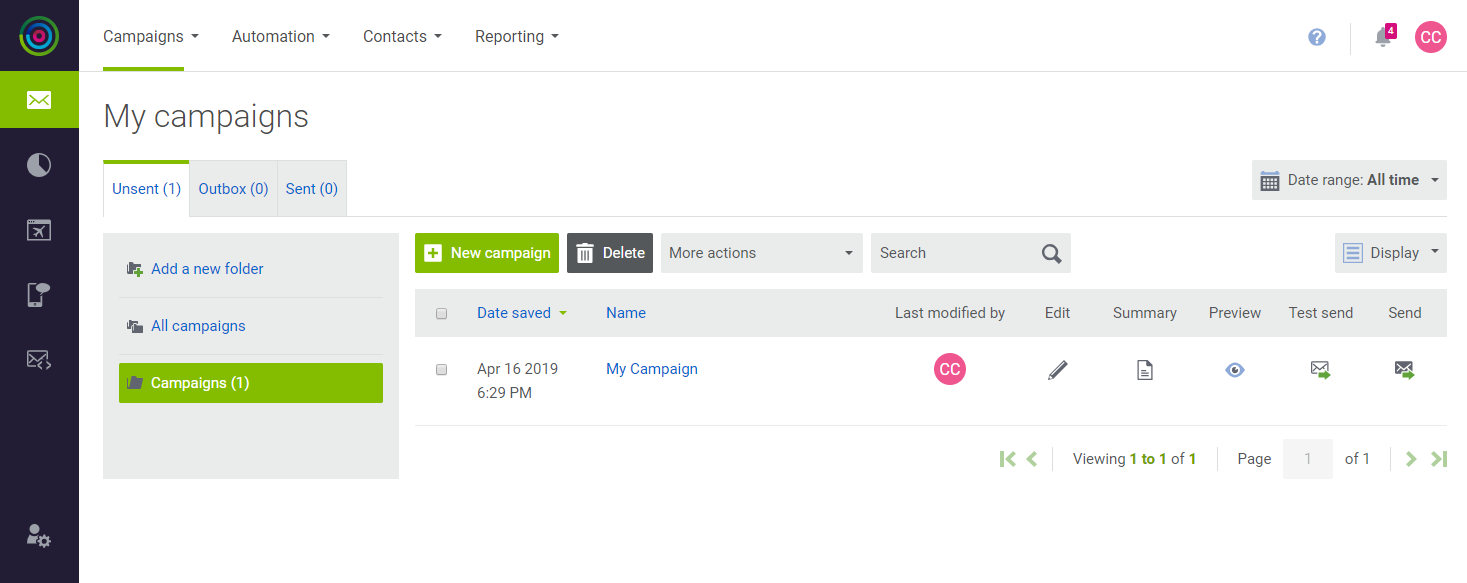 Campaigns Automation Contacts Reporting ? 4 CC
My campaigns
Unsent (1) Outbox (0) Sent (0) Date range: All time
Add a new folder
All campaigns
Campaigns (1)
New campaign Delete More actions Search Display
Date saved Name Last modified by Edit Summary Preview Test send Send
Apr 16 2019 My Campaign CC
6:29 PM
Viewing 1 to 1 of 1 Page 1 of 1